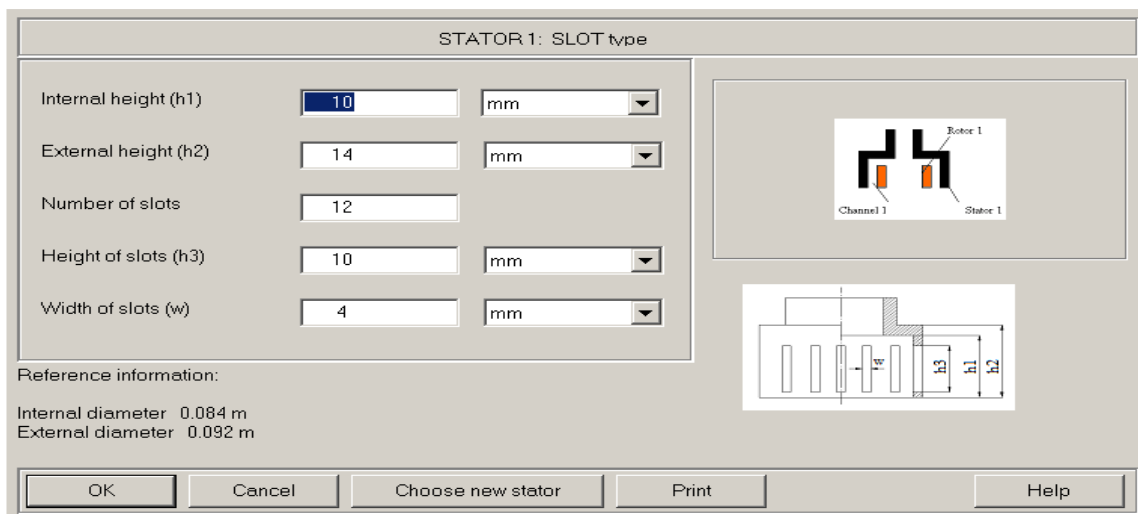 STATOR 1: SLOT type
Internal height (h1) 10 mm
External height (h2) 14 mm
Number of slots 12
Height of slots (h3) 10 mm
Width of slots (w) 4 mm
Rotor 1
Channel 1 Stator 1
w h3 h1 h2
Reference information:
Internal diameter 0.084 m
External diameter 0.092 m
OK Cancel Choose new stator Print Help